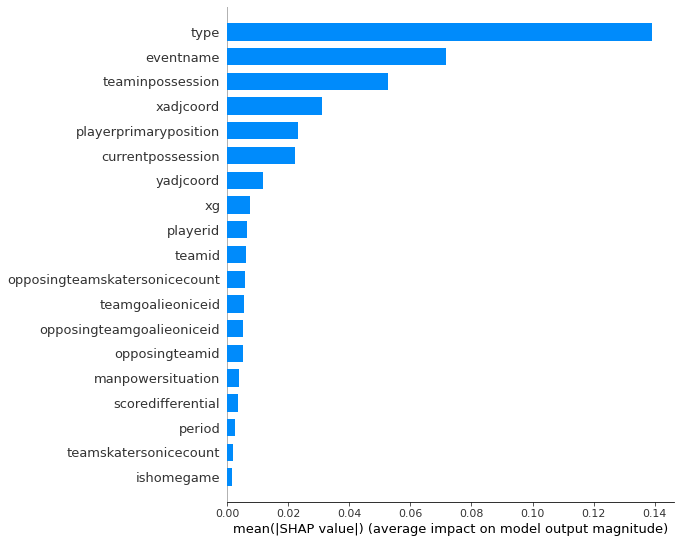 type
eventname
teaminpossession
xadjcoord
playerprimaryposition
currentpossession
yadjcoord
xg
playerid
teamid
opposingteamskatersonicecount
teamgoalieoniceid
opposingteamgoalieoniceid
opposingteamid
manpowersituation
scoredifferential
period
teamskatersonicecount
ishomegame
0.00 0.02 0.04 0.06 0.08 0.10 0.12 0.14
mean(|SHAP value|) (average impact on model output magnitude)